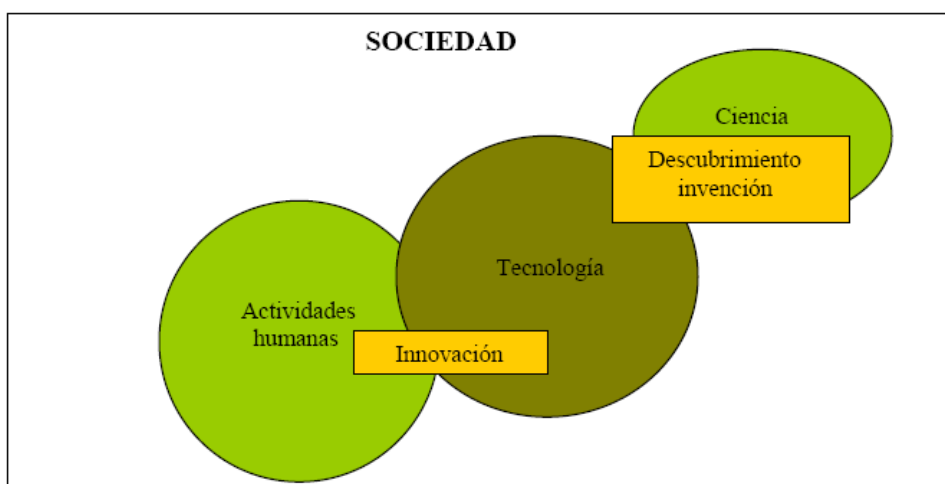 SOCIEDAD
Ciencia
Descubrimiento
invención
Tecnología
Actividades
humanas
Innovación